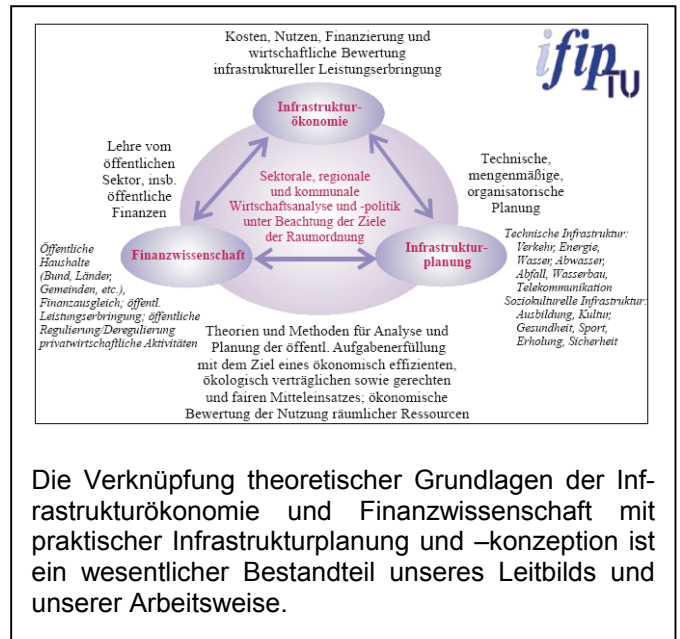 Kosten, Nutzen, Finanzierung und
wirtschaftliche Bewertung
infrastruktureller Leistungserbringung
ifip
TU
Infrastruktur-
ökonomie
Lehre vom
öffentlichen
Sektor, insb.
öffentliche
Finanzen
Sektorale, regionale
und kommunale
Wirtschaftsanalyse und -politik
unter Beachtung der Ziele
der Raumordnung
Technische,
mengenmäßige,
organisatorische
Planung
Finanzwissenschaft
Infrastruktur-
planung
Öffentliche
Haushalte
(Bund, Länder,
Gemeinden, etc.),
Finanzausgleich; öffentl.
Leistungserbringung; öffentliche
Regulierung/Deregulierung
privatwirtschaftliche Aktivitäten
Technische Infrastruktur:
Verkehr, Energie,
Wasser, Abwasser,
Abfall, Wasserbau,
Telekommunikation
Soziokulturelle Infrastruktur:
Ausbildung, Kultur,
Gesundheit, Sport,
Erholung, Sicherheit
Theorien und Methoden für Analyse und
Planung der öffentl. Aufgabenerfüllung
mit dem Ziel eines ökonomisch effizienten,
ökologisch verträglichen sowie gerechten
und fairen Mitteleinsatzes; ökonomische
Bewertung der Nutzung räumlicher Ressourcen
Die Verknüpfung theoretischer Grundlagen der Inf-
rastrukturökonomie und Finanzwissenschaft mit
praktischer Infrastrukturplanung und –konzeption ist
ein wesentlicher Bestandteil unseres Leitbilds und
unserer Arbeitsweise.